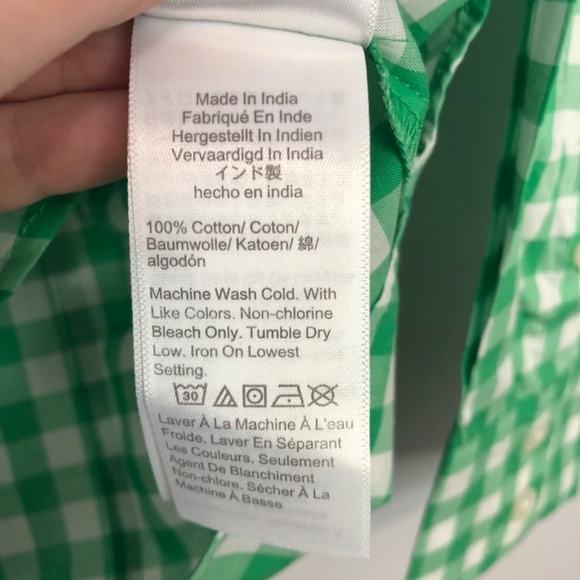 Made In India
Fabriqué En Inde
Hergestellt In Indien
Vervaardigd In India
インド製
hecho en india
100% Cotton/ Coton/
Baumwolle/ Katoen/ 綿/
algodón
Machine Wash Cold. With
Like Colors. Non-chlorine
Bleach Only. Tumble Dry
Low. Iron On Lowest
Setting.
30
Laver À La Machine À L'eau
Froide. Laver En Séparant
Les Couleurs. Seulement
Agent De Blanchiment
Non-chlore. Sécher À La
Machine À Basse